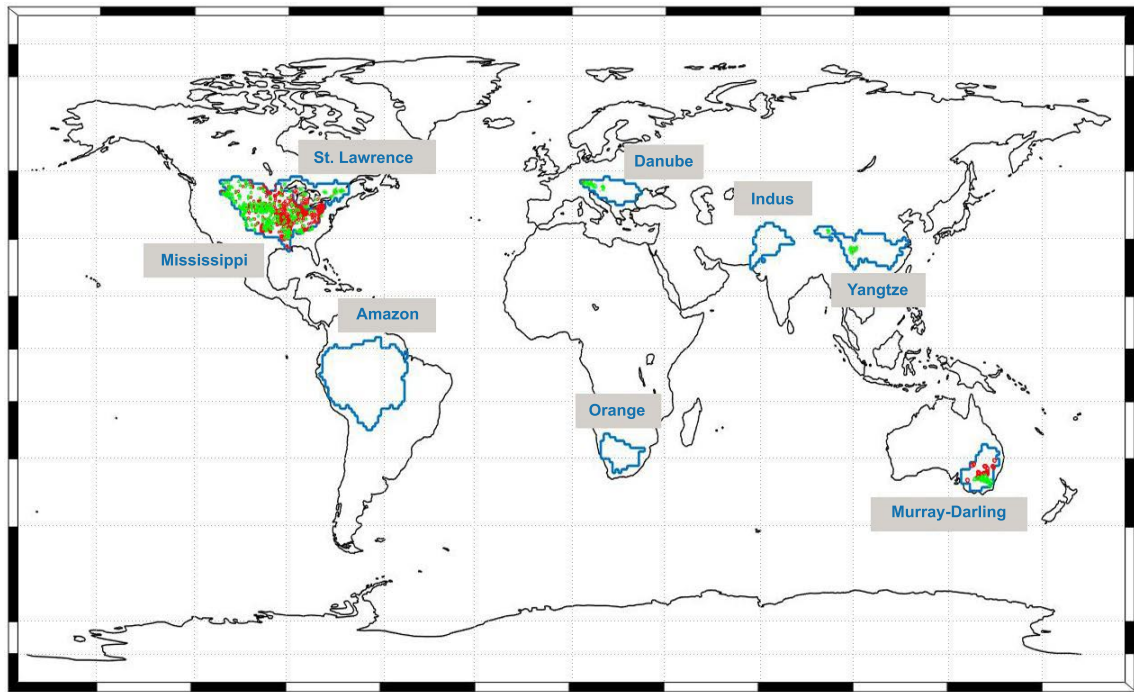 St. Lawrence
Danube
Indus
Mississippi
Yangtze
Amazon
Orange
Murray-Darling